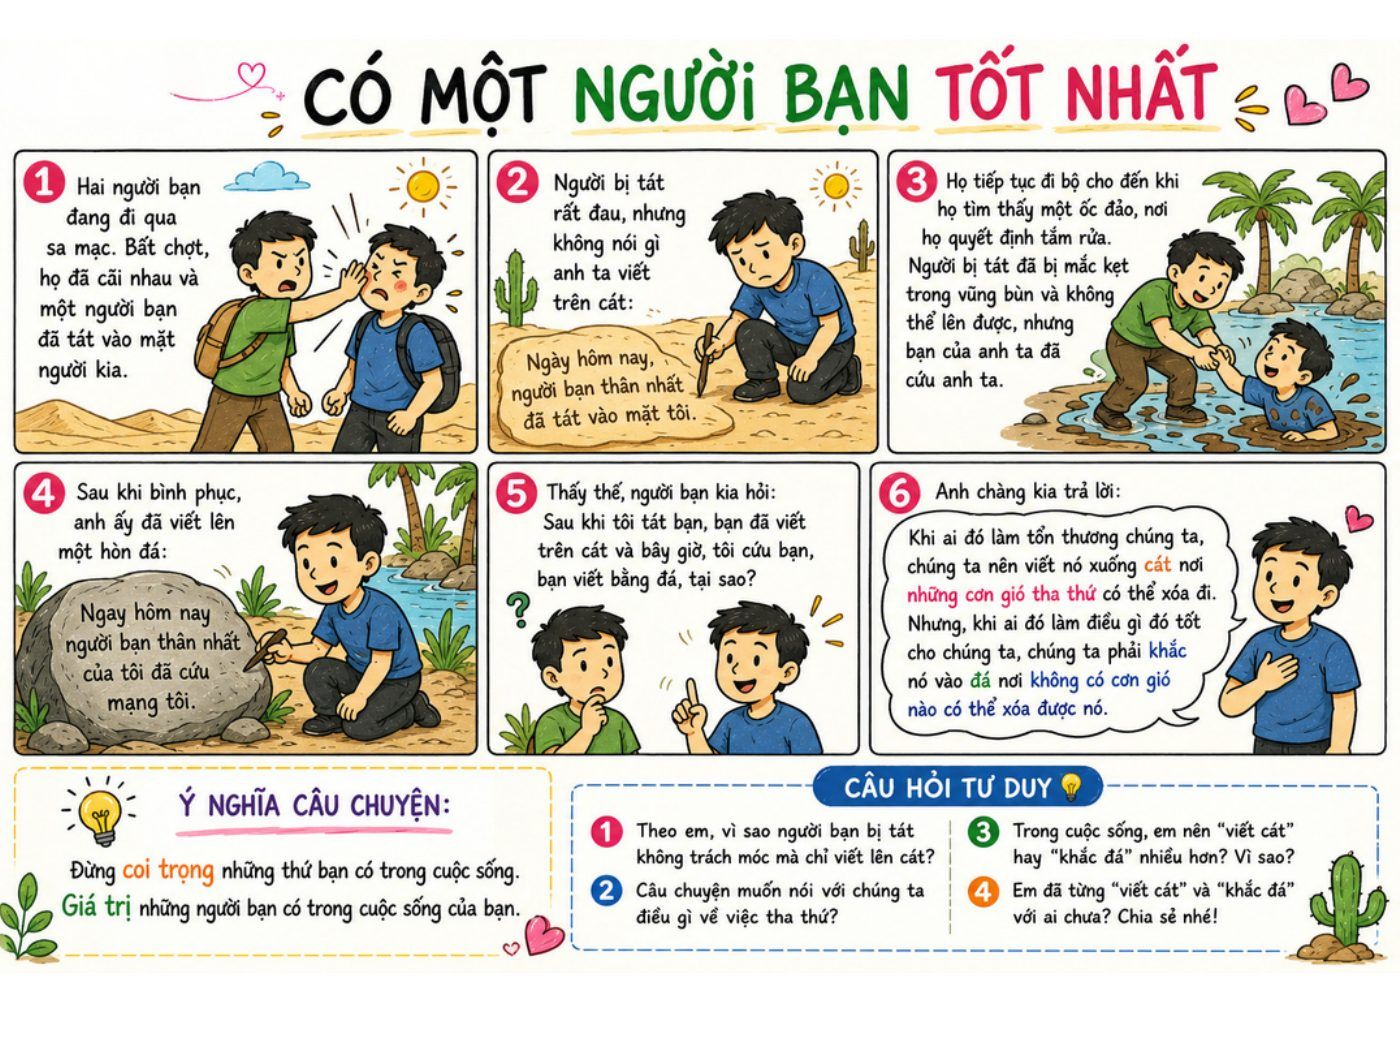 CÓ MỘT NGƯỜI BẠN TỐT NHẤT
1
Hai người bạn
đang đi qua
sa mạc. Bất chợt,
họ đã cãi nhau và
một người bạn
đã tát vào mặt
người kia.
2
Người bị tát
rất đau, nhưng
không nói gì
anh ta viết
trên cát:
Ngày hôm nay,
người bạn thân nhất
đã tát vào mặt tôi.
3
Họ tiếp tục đi bộ cho đến khi
họ tìm thấy một ốc đảo, nơi
họ quyết định tắm rửa.
Người bị tát đã bị mắc kẹt
trong vũng bùn và không
thể lên được, nhưng
bạn của anh ta đã
cứu anh ta.
4
Sau khi bình phục,
anh ấy đã viết lên
một hòn đá:
Ngay hôm nay
người bạn thân nhất
của tôi đã cứu
mạng tôi.
5
Thấy thế, người bạn kia hỏi:
Sau khi tôi tát bạn, bạn đã viết
trên cát và bây giờ, tôi cứu bạn,
bạn viết bằng đá, tại sao?
?
6
Anh chàng kia trả lời:
Khi ai đó làm tổn thương chúng ta,
chúng ta nên viết nó xuống cát nơi
những cơn gió tha thứ có thể xóa đi.
Nhưng, khi ai đó làm điều gì đó tốt
cho chúng ta, chúng ta phải khắc
nó vào đá nơi không có cơn gió
nào có thể xóa được nó.
Ý NGHĨA CÂU CHUYỆN:
Đừng coi trọng những thứ bạn có trong cuộc sống.
Giá trị những người bạn có trong cuộc sống của bạn.
CÂU HỎI TƯ DUY
1 Theo em, vì sao người bạn bị tát
không trách móc mà chỉ viết lên cát?
2 Câu chuyện muốn nói với chúng ta
điều gì về việc tha thứ?
3 Trong cuộc sống, em nên "viết cát"
hay "khắc đá" nhiều hơn? Vì sao?
4 Em đã từng "viết cát" và "khắc đá"
với ai chưa? Chia sẻ nhé!